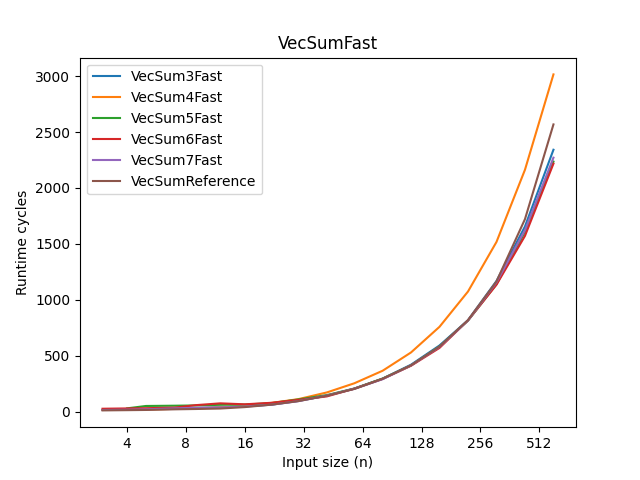 VecSumFast
VecSum3Fast
VecSum4Fast
VecSum5Fast
VecSum6Fast
VecSum7Fast
VecSumReference
Runtime cycles
3000
2500
2000
1500
1000
500
0
4 8 16 32 64 128 256 512
Input size (n)